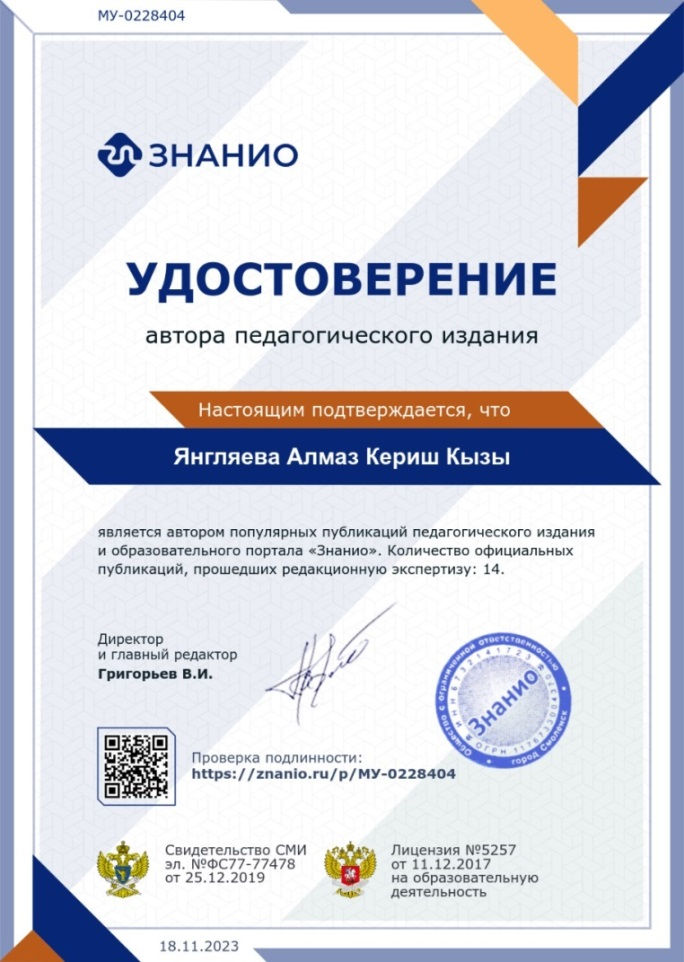 МУ-0228404
ЗНАНИО
УДОСТОВЕРЕНИЕ
автора педагогического издания
Настоящим подтверждается, что
Янгляева Алмаз Кериш Кызы
является автором популярных публикаций педагогического издания
и образовательного портала «Знанио». Количество официальных
публикаций, прошедших редакционную экспертизу: 14.
Директор
и главный редактор
Григорьев В.И.
Общество с ограниченной ответственностью
Знанио
город Смоленск
Проверка подлинности:
https://znanio.ru/p/МУ-0228404
Свидетельство СМИ
эл. №ФС77-77478
от 25.12.2019
Лицензия №5257
от 11.12.2017
на образовательную
деятельность
18.11.2023